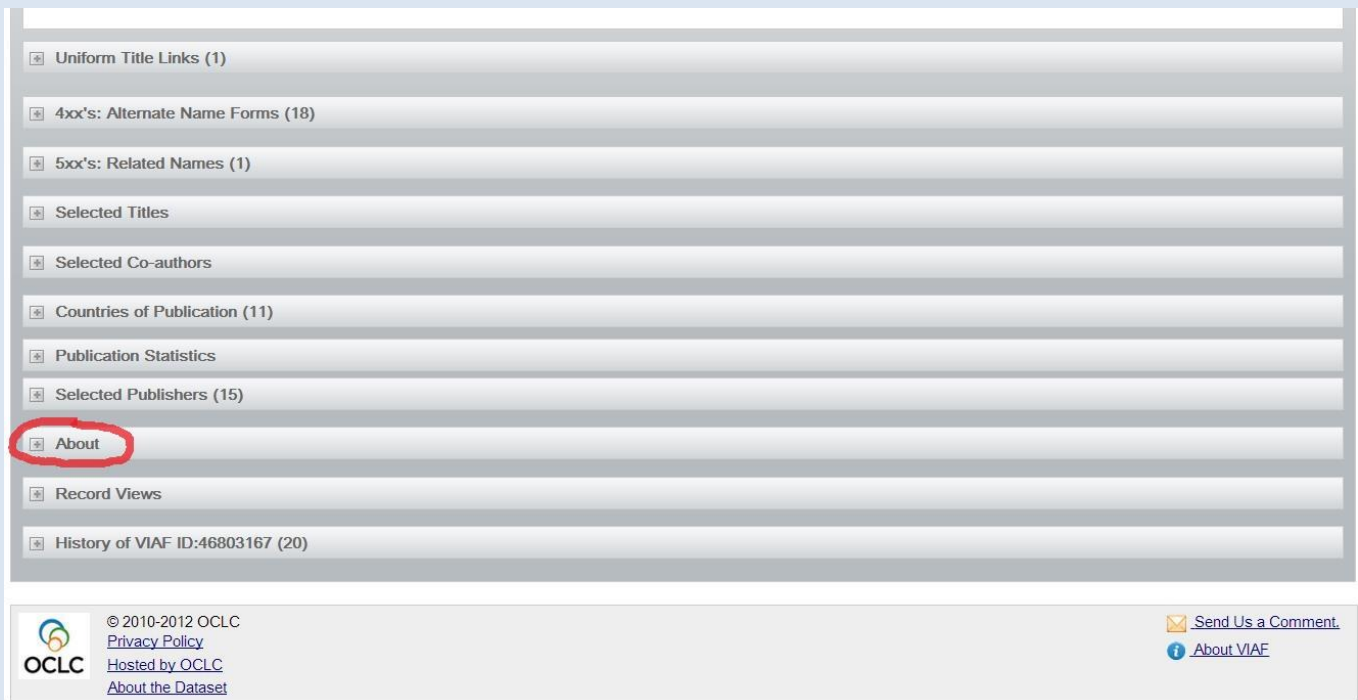 Uniform Title Links (1)
4xx's: Alternate Name Forms (18)
5xx's: Related Names (1)
Selected Titles
Selected Co-authors
Countries of Publication (11)
Publication Statistics
Selected Publishers (15)
About
Record Views
History of VIAF ID:46803167 (20)
OCLC
© 2010-2012 OCLC
Privacy Policy
Hosted by OCLC
About the Dataset
Send Us a Comment.
About VIAF